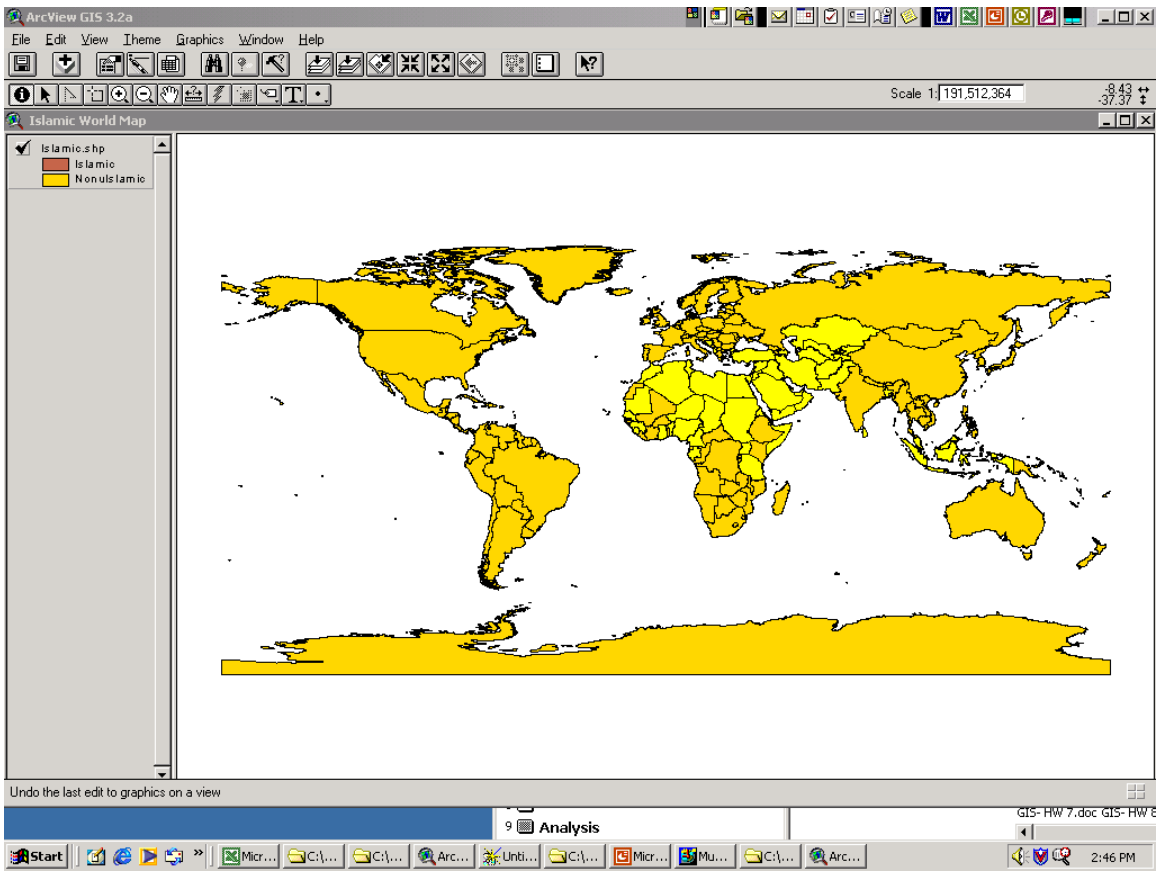 ArcView GIS 3.2a
File Edit View Theme Graphics Window Help
Scale 1: 191,512,364
-8.43
-37.37
Islamic World Map
Islamic.shp
Islamic
NonuIslamic
Undo the last edit to graphics on a view
9 Analysis
GIS- HW 7.doc GIS- HW 8
Start Micr... C:\... C:\... Arc... Unti... C:\... Micr... Mu... C:\... Arc... 2:46 PM